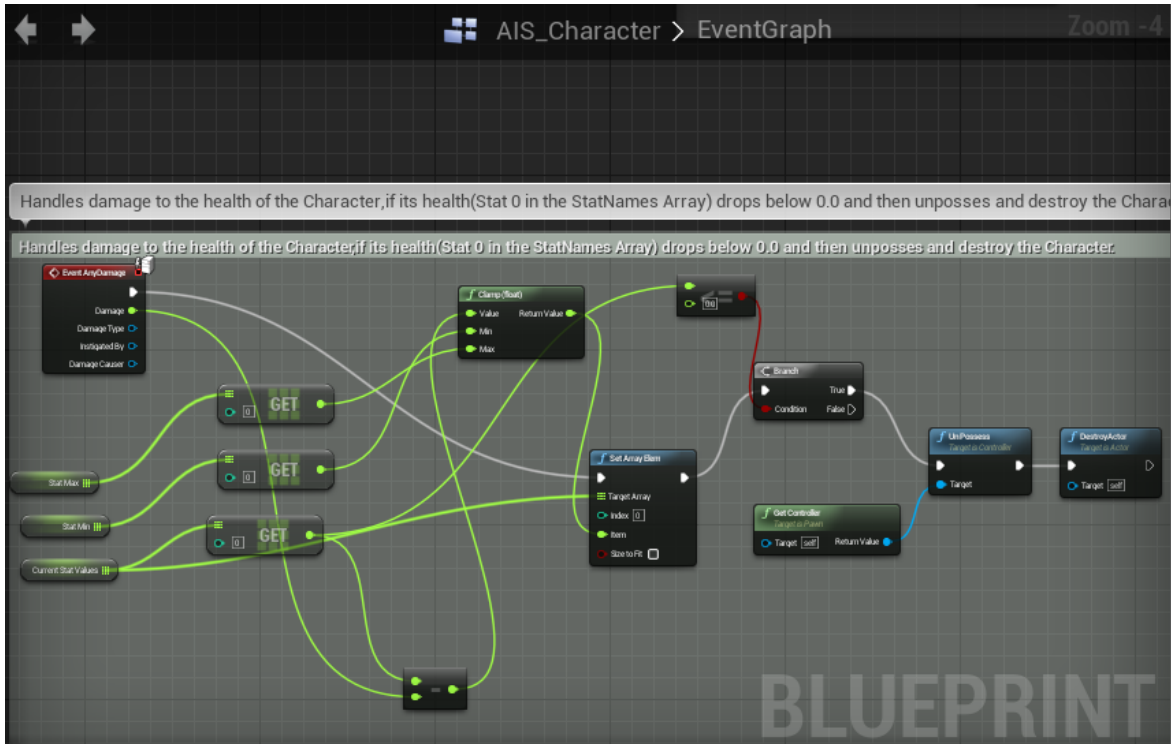 AIS_Character > EventGraph
Zoom -4
Handles damage to the health of the Character,if its health(Stat 0 in the StatNames Array) drops below 0.0 and then unposses and destroy the Charac
Handles damage to the health of the Character,if its health(Stat 0 in the StatNames Array) drops below 0.0 and then unposses and destroy the Character.
Event AnyDamage
Damage
Damage Type
Instigated By
Damage Causer
Clamp (float)
Value Return Value
Min
Max
<=
0.0
Branch
True
Condition False
GET
0
GET
0
GET
0
Stat Max
Stat Min
Current Stat Values
Set Array Elem
Target Array
Index 0
Item
Size to Fit
UnPossess
Target is Controller
Target
DestroyActor
Target is Actor
Target self
Get Controller
Target is Pawn
Target self Return Value
-
BLUEPRINT